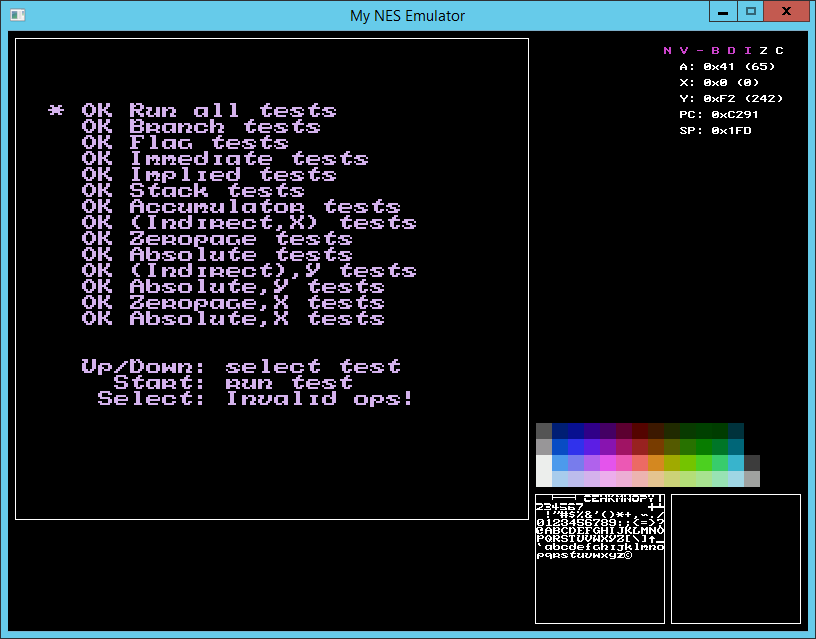 My NES Emulator
* OK Run all tests
OK Branch tests
OK Flag tests
OK Immediate tests
OK Implied tests
OK Stack tests
OK Accumulator tests
OK (Indirect,X) tests
OK Zeropage tests
OK Absolute tests
OK (Indirect),Y tests
OK Absolute,Y tests
OK Zeropage,X tests
OK Absolute,X tests
Up/Down: select test
Start: run test
Select: Invalid ops!
N V - B D I Z C
A: 0x41 (65)
X: 0x0 (0)
Y: 0xF2 (242)
PC: 0xC291
SP: 0x1FD
234567
!"#$%&'()*+,-./
0123456789:;<=>?
@ABCDEFGHIJKLMNO
PQRSTUVWXYZ[\]↑_
`abcdefghijklmno
pqrstuvwxyz©